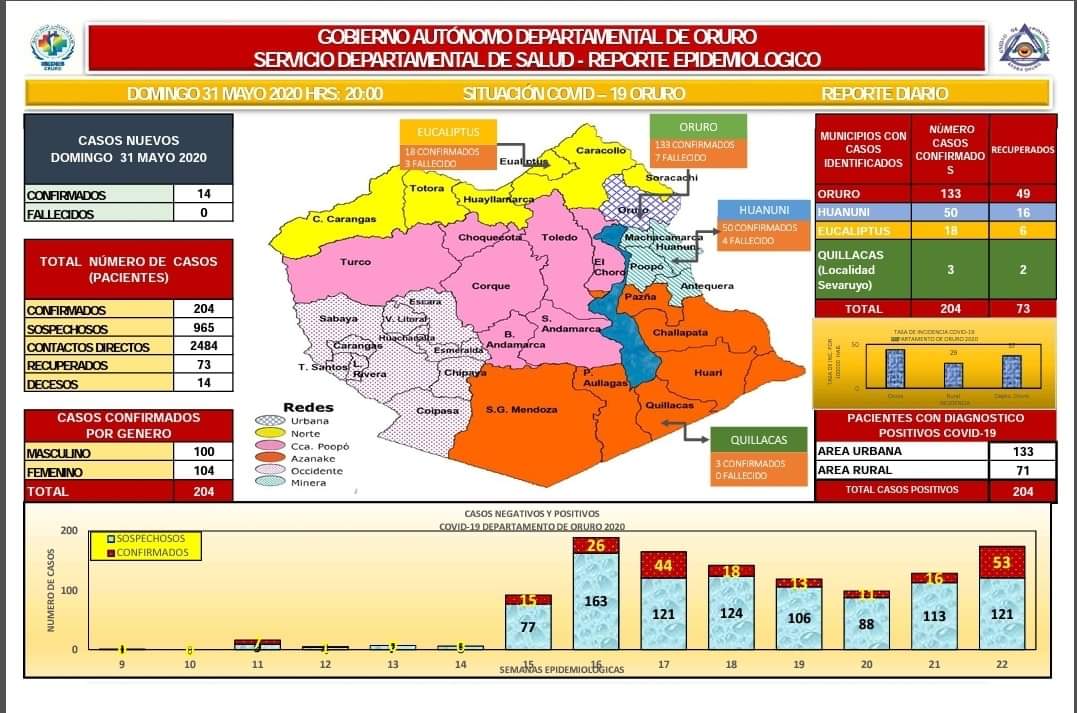 GOBIERNO AUTÓNOMO DEPARTAMENTAL DE ORURO
SERVICIO DEPARTAMENTAL DE SALUD - REPORTE EPIDEMIOLOGICO
DOMINGO 31 MAYO 2020 HRS: 20:00 SITUACIÓN COVID – 19 ORURO REPORTE DIARIO
CASOS NUEVOS
DOMINGO 31 MAYO 2020
CONFIRMADOS 14
FALLECIDOS 0
TOTAL NÚMERO DE CASOS
(PACIENTES)
CONFIRMADOS 204
SOSPECHOSOS 965
CONTACTOS DIRECTOS 2484
RECUPERADOS 73
DECESOS 14
CASOS CONFIRMADOS
POR GENERO
MASCULINO 100
FEMENINO 104
TOTAL 204
EUCALIPTUS
18 CONFIRMADOS
3 FALLECIDO
ORURO
133 CONFIRMADOS
7 FALLECIDO
HUANUNI
50 CONFIRMADOS
4 FALLECIDO
QUILLACAS
3 CONFIRMADOS
0 FALLECIDO
Caracollo
Soracachi
Totora
Huayllamarca
C. Carangas
Oruro
Choquecota
Toledo
Machacamarca
Huanuni
Turco
El
Choro
Poopó
Corque
Antequera
Pazña
Escara
Sabaya
V. Litoral
S.
Andamarca
Challapata
Huachacalla
B.
Andamarca
Carangas
Esmeralda
T. Santos
L.
Rivera
Chipaya
P.
Aullagas
Huari
Coipasa
S.G. Mendoza
Quillacas
Redes
Urbana
Norte
Cca. Poopó
Azanake
Occidente
Minera
MUNICIPIOS CON
CASOS
IDENTIFICADOS
NÚMERO
CASOS
CONFIRMADO
S
RECUPERADOS
ORURO 133 49
HUANUNI 50 16
EUCALIPTUS 18 6
QUILLACAS
(Localidad
Sevaruyo)
3 2
TOTAL 204 73
TASA DE INCIDENCIA COVID-19
DEPARTAMENTO DE ORURO 2020
50
0
29
37
Oruro Rural Depto. Oruro
INCIDENCIA
PACIENTES CON DIAGNOSTICO
POSITIVOS COVID-19
AREA URBANA 133
AREA RURAL 71
TOTAL CASOS POSITIVOS 204
CASOS NEGATIVOS Y POSITIVOS
COVID-19 DEPARTAMENTO DE ORURO 2020
SOSPECHOSOS
CONFIRMADOS
NUMERO DE CASOS
200
100
0
7
15 26 44 18 13 11 16 53
77 163 121 124 106 88 113 121
9 10 11 12 13 14 15 16 17 18 19 20 21 22
SEMANAS EPIDEMIOLOGICAS